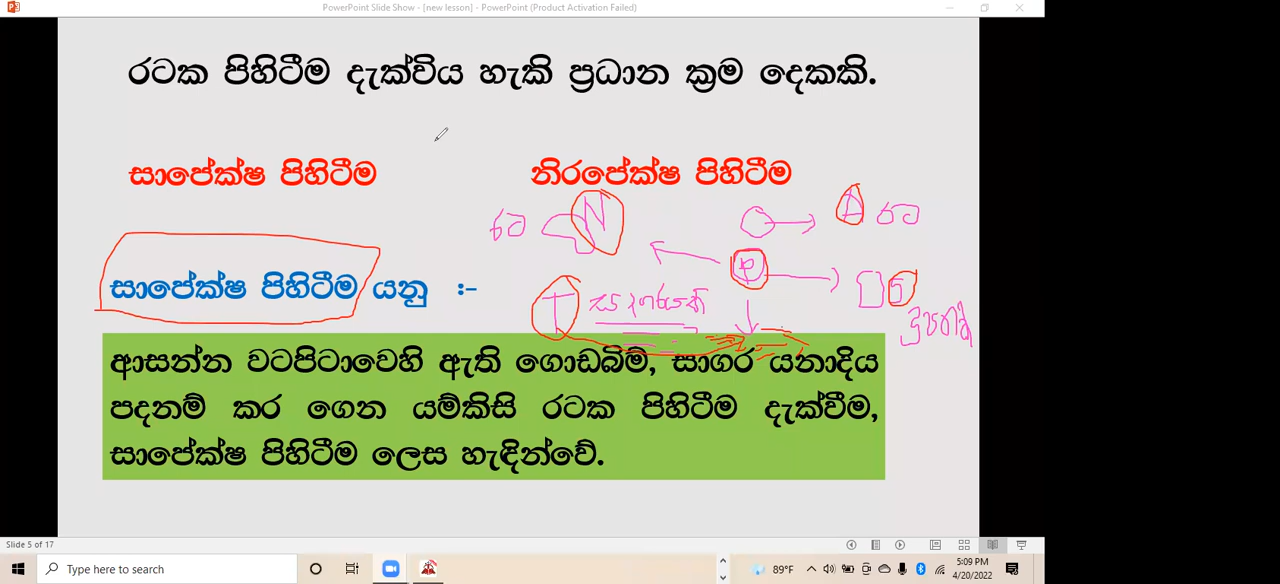 PowerPoint Slide Show - [new lesson] - PowerPoint (Product Activation Failed)
රටක පිහිටීම දැක්විය හැකි ප්‍රධාන ක්‍රම දෙකකි.
සාපේක්ෂ පිහිටීම නිරපේක්ෂ පිහිටීම
රට N A රට
සාපේක්ෂ පිහිටීම යනු :-
P
T
ආසන්න වටපිටාවෙහි ඇති ගොඩබිම්, සාගර යනාදිය
පදනම් කර ගෙන යම්කිසි රටක පිහිටීම දැක්වීම,
සාපේක්ෂ පිහිටීම ලෙස හැඳින්වේ.
Slide 5 of 17
Type here to search
89°F
5:09 PM
4/20/2022